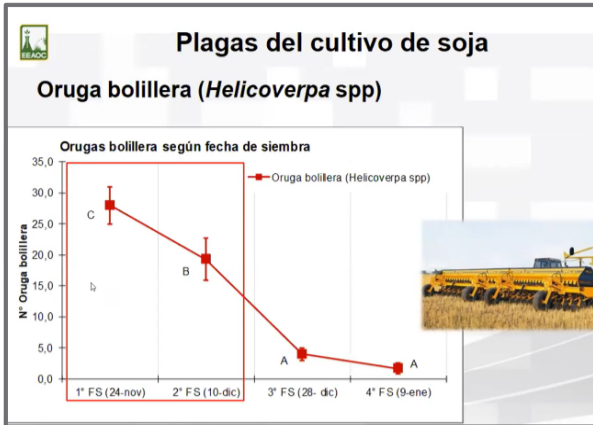 EEAOC
Plagas del cultivo de soja
Oruga bolillera (Helicoverpa spp)
Orugas bolillera según fecha de siembra
35,0
30,0
25,0
20,0
15,0
10,0
5,0
0,0
N° Oruga bolillera
Oruga bolillera (Helicoverpa spp)
C
B
A
A
1° FS (24-nov)
2° FS (10-dic)
3° FS (28- dic)
4° FS (9-ene)